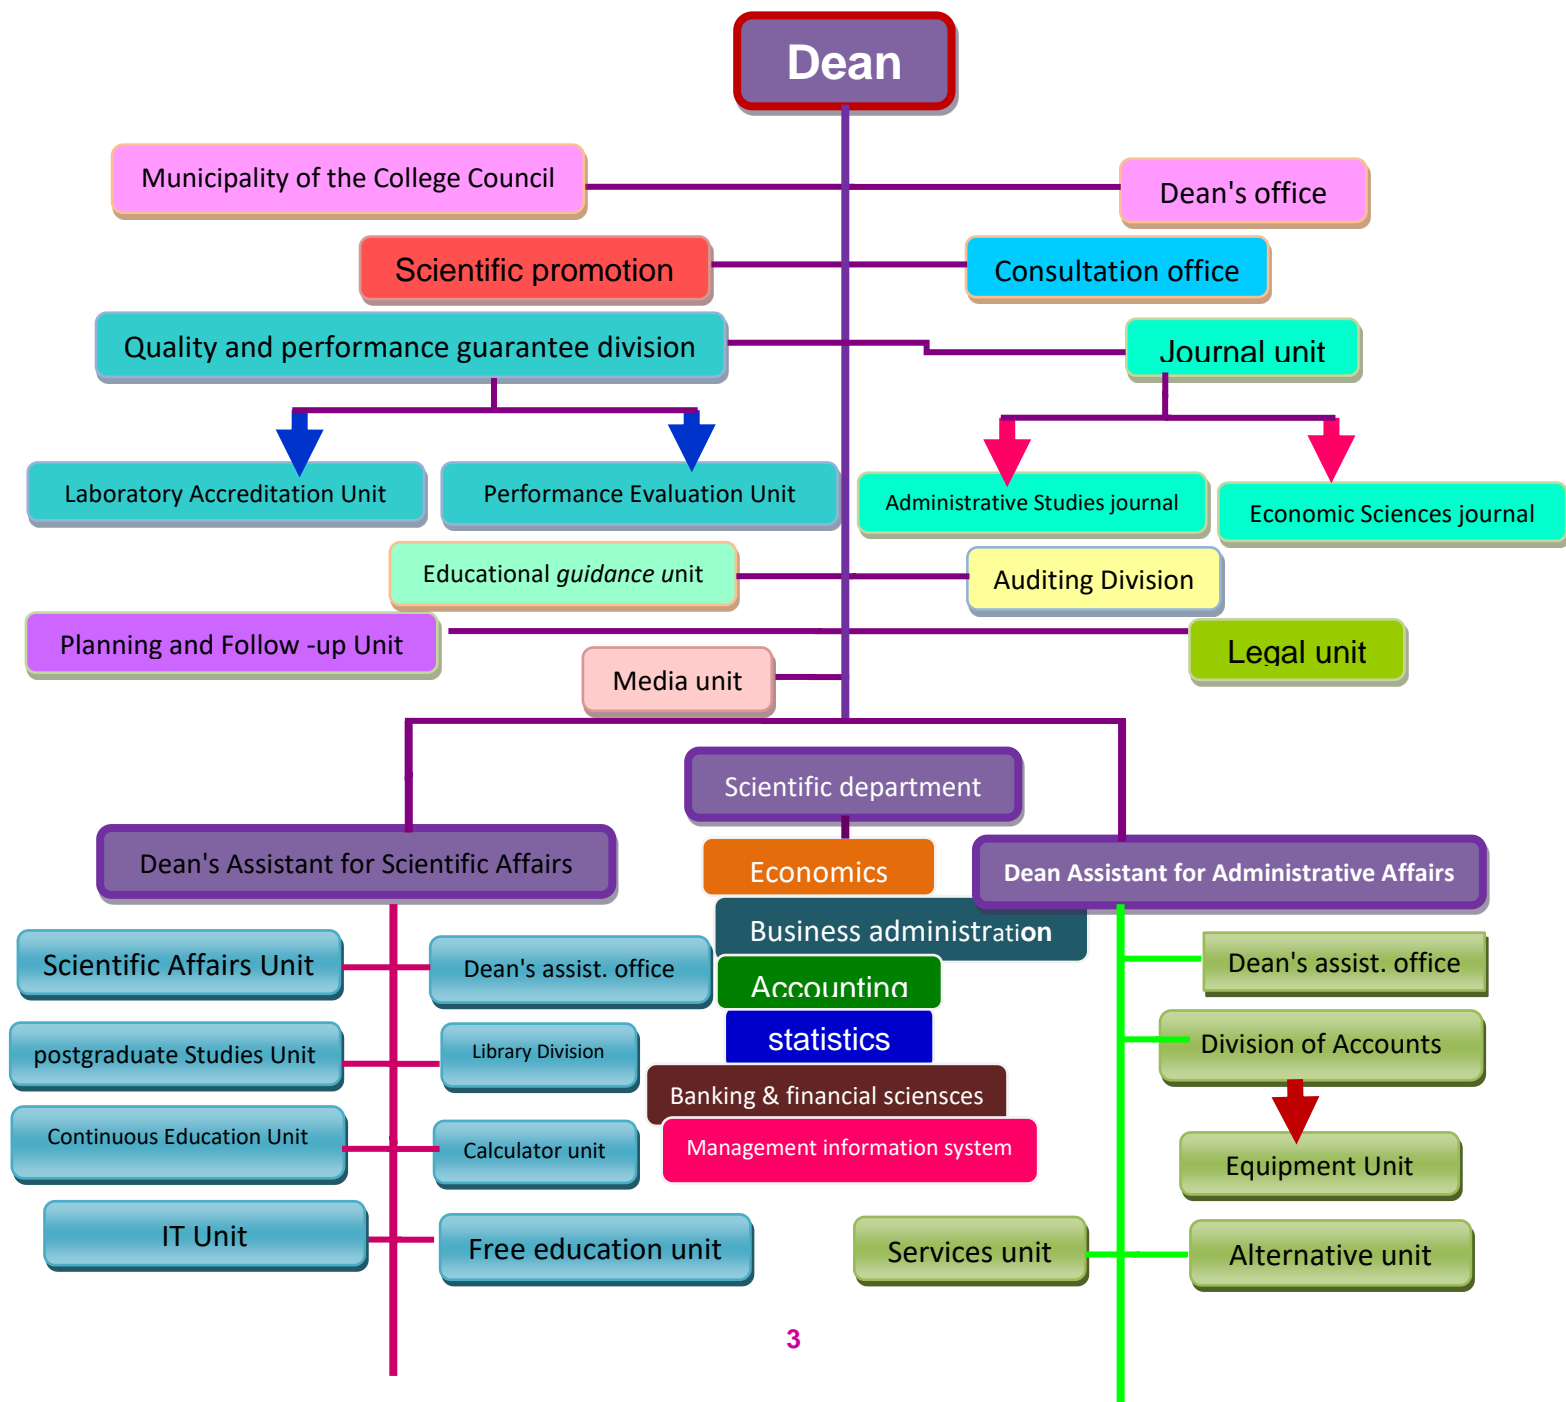 Dean
Municipality of the College Council
Dean's office
Scientific promotion
Consultation office
Quality and performance guarantee division
Journal unit
Laboratory Accreditation Unit
Performance Evaluation Unit
Administrative Studies journal
Economic Sciences journal
Educational guidance unit
Auditing Division
Planning and Follow -up Unit
Legal unit
Media unit
Scientific department
Dean's Assistant for Scientific Affairs
Economics
Dean Assistant for Administrative Affairs
Business administration
Scientific Affairs Unit
Dean's assist. office
Accounting
Dean's assist. office
postgraduate Studies Unit
Library Division
statistics
Division of Accounts
Banking & financial sciensces
Continuous Education Unit
Calculator unit
Management information system
Equipment Unit
IT Unit
Free education unit
Services unit
Alternative unit
3